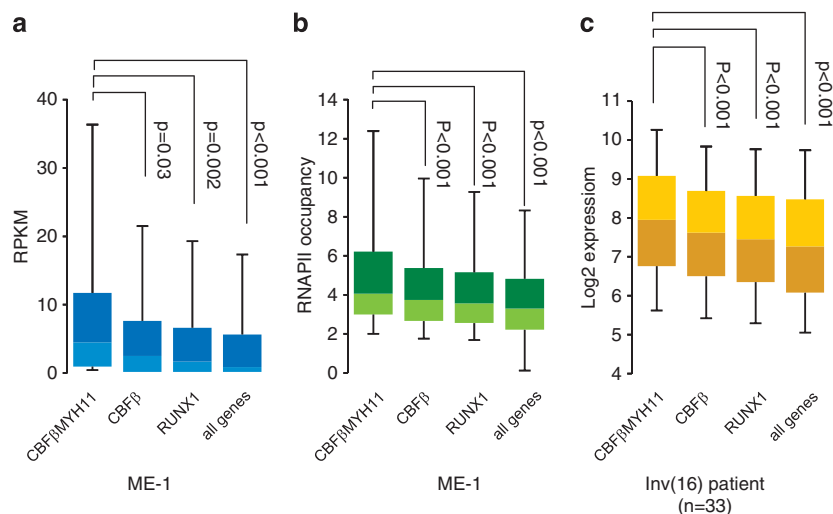 a
RPKM
40
30
20
10
0
p=0.03
p=0.002
p<0.001
CBFβMYH11
CBFβ
RUNX1
all genes
ME-1
b
RNAPII occupancy
14
12
10
8
6
4
2
0
P<0.001
P<0.001
p<0.001
CBFβMYH11
CBFβ
RUNX1
all genes
ME-1
c
Log2 expressiom
11
10
9
8
7
6
5
4
P<0.001
P<0.001
p<0.001
CBFβMYH11
CBFβ
RUNX1
all genes
Inv(16) patient
(n=33)